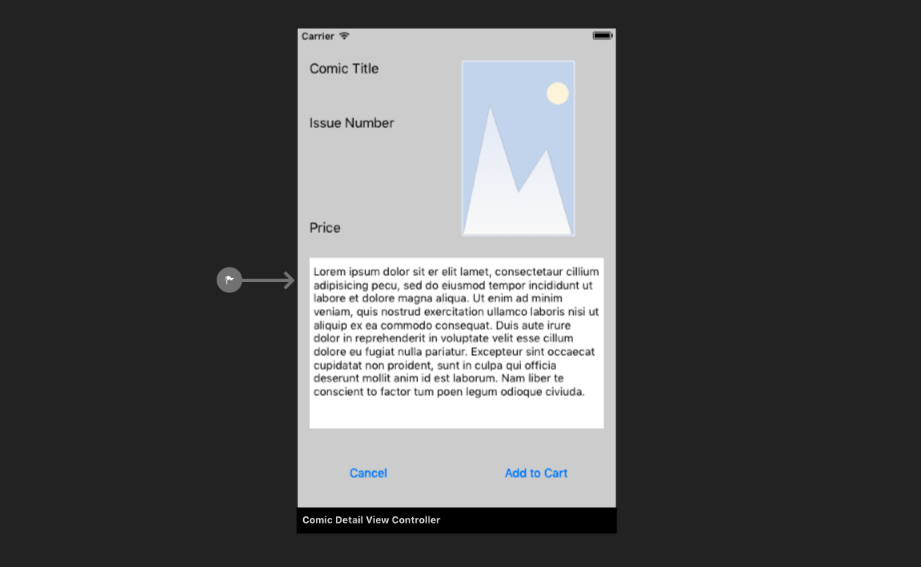 Carrier
Comic Title
Issue Number
Price
Lorem ipsum dolor sit er elit lamet, consectetaur cillium
adipisicing pecu, sed do eiusmod tempor incididunt ut
labore et dolore magna aliqua. Ut enim ad minim
veniam, quis nostrud exercitation ullamco laboris nisi ut
aliquip ex ea commodo consequat. Duis aute irure
dolor in reprehenderit in voluptate velit esse cillum
dolore eu fugiat nulla pariatur. Excepteur sint occaecat
cupidatat non proident, sunt in culpa qui officia
deserunt mollit anim id est laborum. Nam liber te
conscient to factor tum poen legum odioque civiuda.
Cancel Add to Cart
Comic Detail View Controller